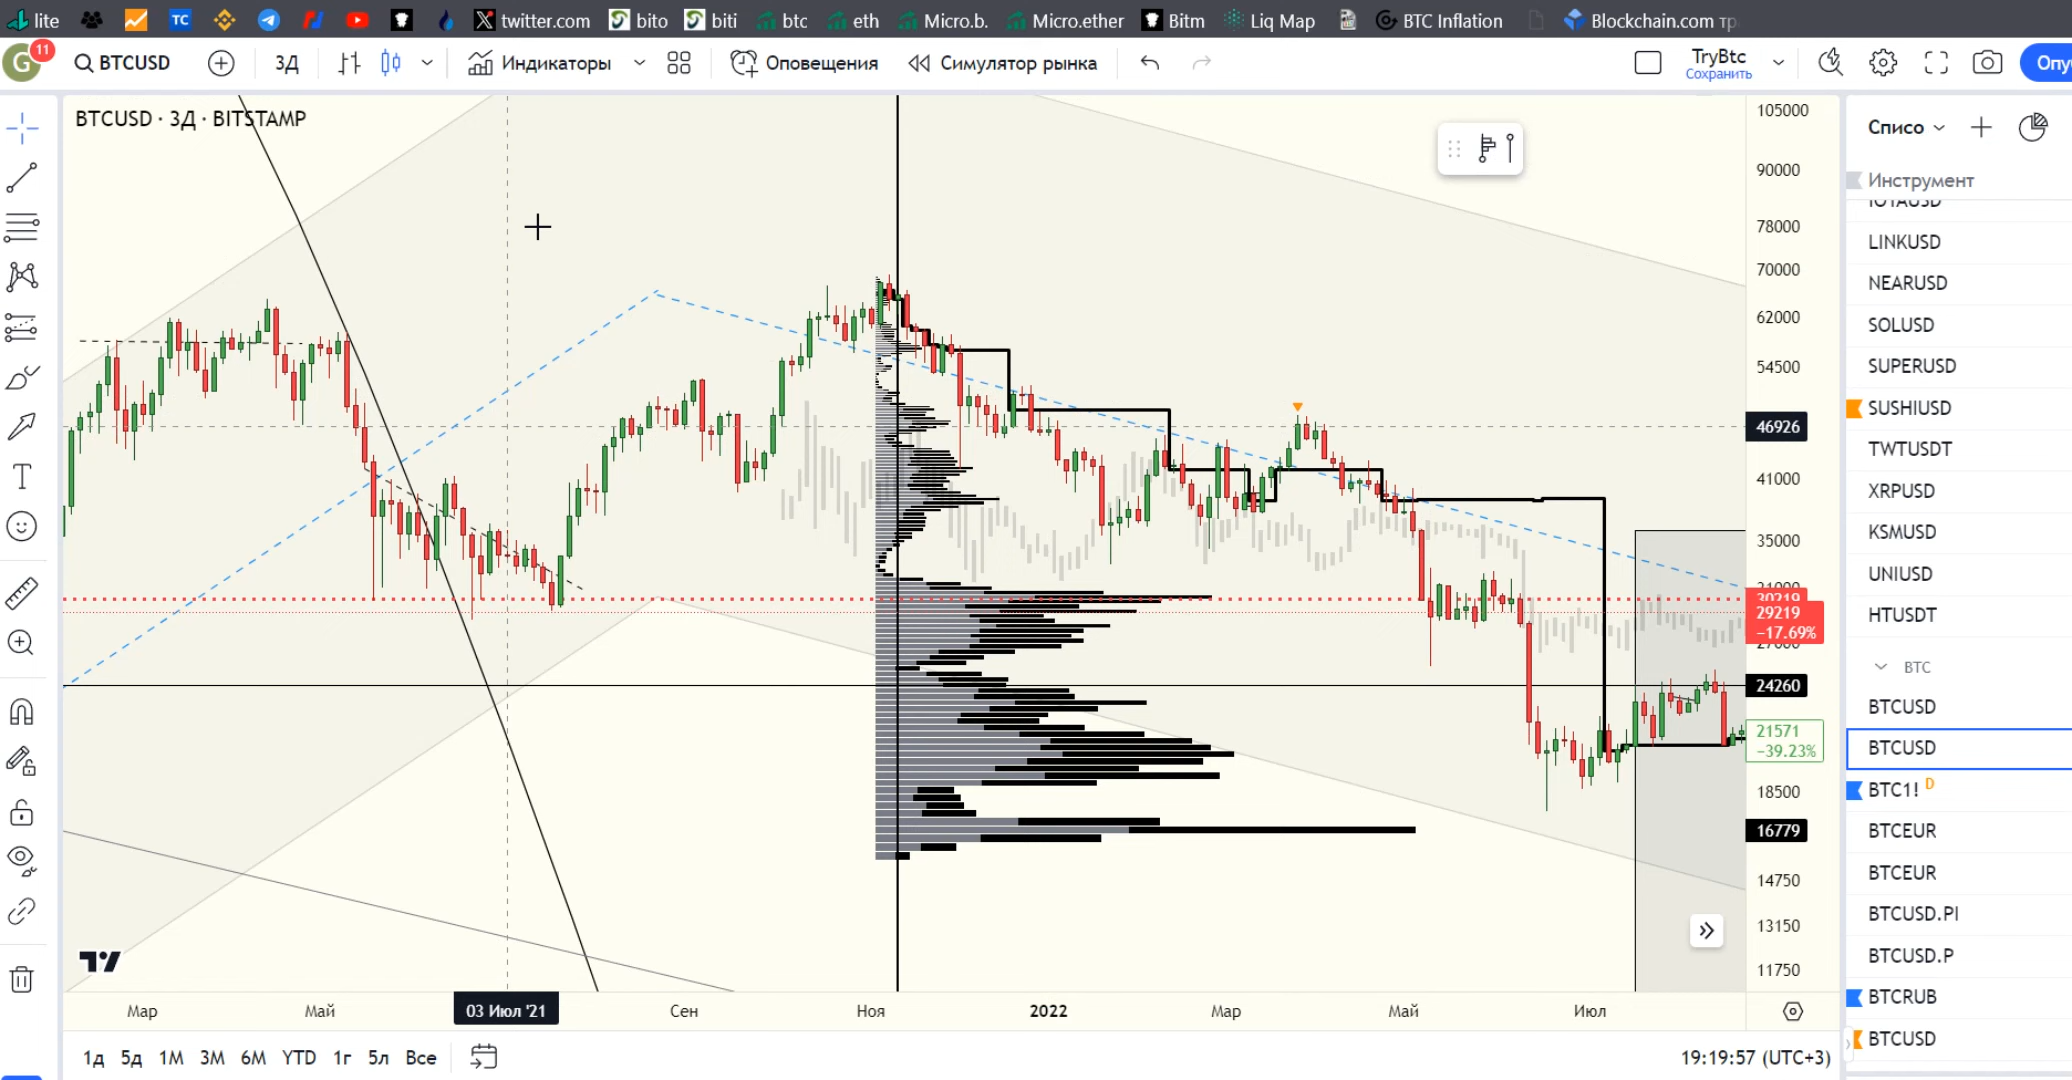 lite
TC
twitter.com
bito
biti
btc
eth
Micro.b.
Micro.ether
Bitm
Liq Map
BTC Inflation
Blockchain.com
G
11
BTCUSD
3Д
Индикаторы
Оповещения
Симулятор рынка
TryBtc
Сохранить
BTCUSD · 3Д · BITSTAMP
105000
90000
78000
70000
62000
54500
46926
41000
35000
30219
29219
−17.69%
24260
21571
−39.23%
18500
16779
14750
13150
11750
Мар
Май
03 Июл '21
Сен
Ноя
2022
Мар
Май
Июл
1д
5д
1М
3М
6М
YTD
1г
5л
Все
19:19:57 (UTC+3)
Списо
Инструмент
IOTAUSD
LINKUSD
NEARUSD
SOLUSD
SUPERUSD
SUSHIUSD
TWTUSDT
XRPUSD
KSMUSD
UNIUSD
HTUSDT
BTC
BTCUSD
BTCUSD
BTC1! D
BTCEUR
BTCEUR
BTCUSD.PI
BTCUSD.P
BTCRUB
BTCUSD